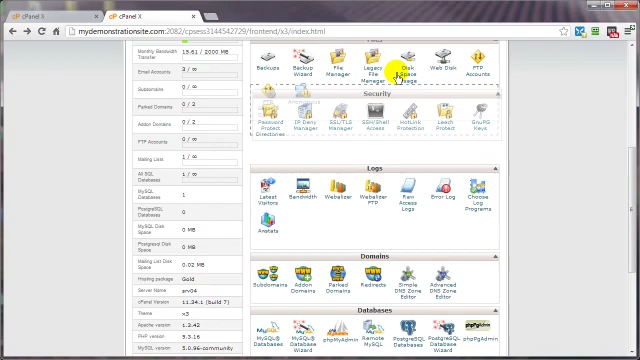 cPanel X
cPanel X
mydemonstrationsite.com:2082/cpsess3144542729/frontend/x3/index.html
Monthly Bandwidth Transfer 15.61 / 2000 MB
Email Accounts 3 / ∞
Subdomains 0 / ∞
Parked Domains 0 / 2
Addon Domains 0 / 2
FTP Accounts 0 / ∞
Mailing Lists 1 / ∞
All SQL Databases 1 / ∞
MySQL Databases 1
PostgreSQL Databases 0
MySQL Disk Space 0 MB
Postgresql Disk Space 0 MB
Mailing List Disk Space 0.02 MB
Hosting package Gold
Server Name srv04
cPanel Version 11.34.1 (build 7)
Theme x3
Apache version 1.3.42
PHP version 5.3.16
MySQL version 5.0.96-community
Files
Backups
Backup Wizard
File Manager
Legacy File Manager
Disk Space Usage
Web Disk
FTP Accounts
Anonymous
Security
Password Protect Directories
IP Deny Manager
SSL/TLS Manager
SSH/Shell Access
HotLink Protection
Leech Protect
GnuPG Keys
Logs
Latest Visitors
Bandwidth
Webalizer
Webalizer FTP
Raw Access Logs
Error Log
Choose Log Programs
Awstats
Domains
Subdomains
Addon Domains
Parked Domains
Redirects
Simple DNS Zone Editor
Advanced DNS Zone Editor
Databases
MySQL® Databases
MySQL® Database Wizard
phpMyAdmin
Remote MySQL
PostgreSQL Databases
PostgreSQL Database Wizard
phpPgAdmin